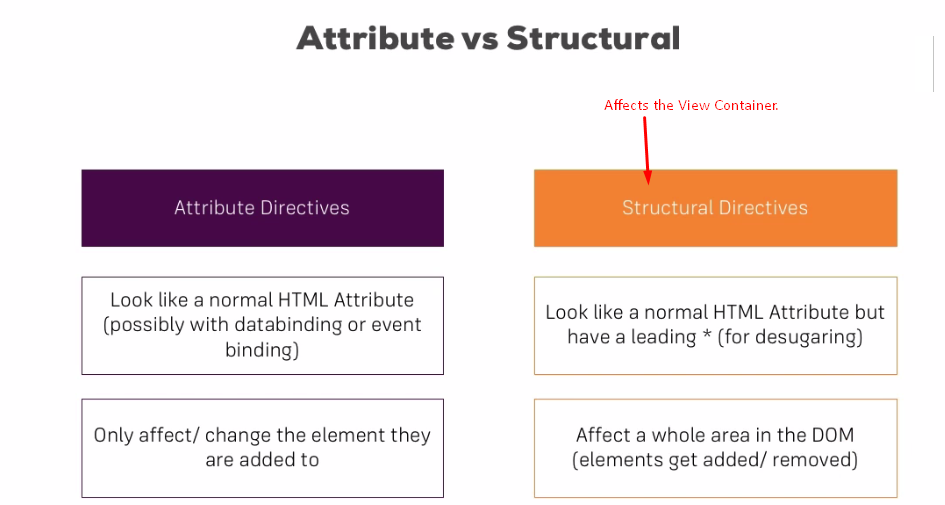 Attribute vs Structural
Affects the View Container.
Attribute Directives
Structural Directives
Look like a normal HTML Attribute
(possibly with databinding or event
binding)
Look like a normal HTML Attribute but
have a leading * (for desugaring)
Only affect/ change the element they
are added to
Affect a whole area in the DOM
(elements get added/ removed)